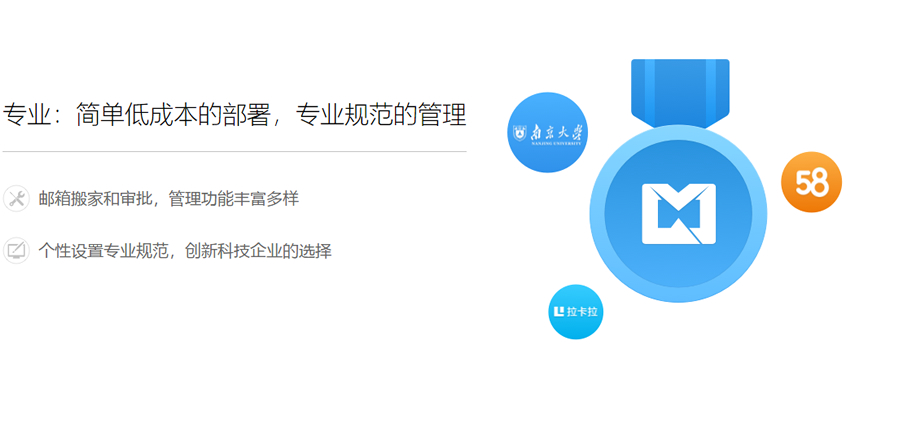 专业：简单低成本的部署，专业规范的管理
邮箱搬家和审批，管理功能丰富多样
个性设置专业规范，创新科技企业的选择
南京大学
NANJING UNIVERSITY
58
拉卡拉